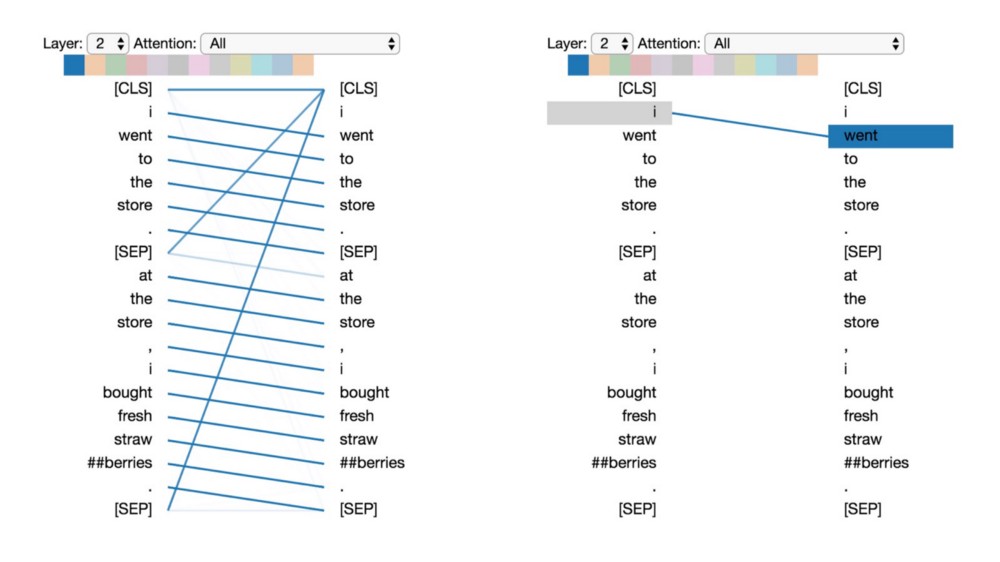 Layer: 2 Attention: All
[CLS] [CLS]
i i
went went
to to
the the
store store
. .
[SEP] [SEP]
at at
the the
store store
, ,
i i
bought bought
fresh fresh
straw straw
##berries ##berries
. .
[SEP] [SEP]
Layer: 2 Attention: All
[CLS] [CLS]
i i
went went
to to
the the
store store
. .
[SEP] [SEP]
at at
the the
store store
, ,
i i
bought bought
fresh fresh
straw straw
##berries ##berries
. .
[SEP] [SEP]